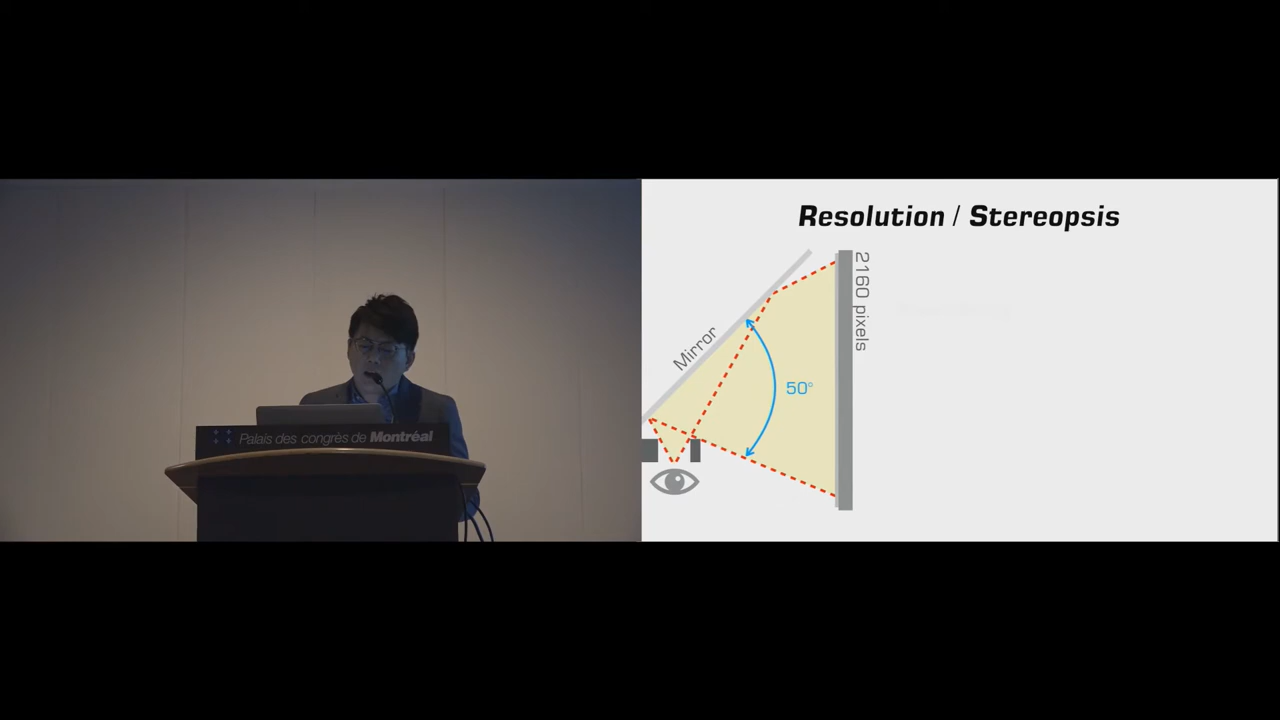 Resolution / Stereopsis
2160 pixels
Mirror
50°
Palais des congrès de Montréal